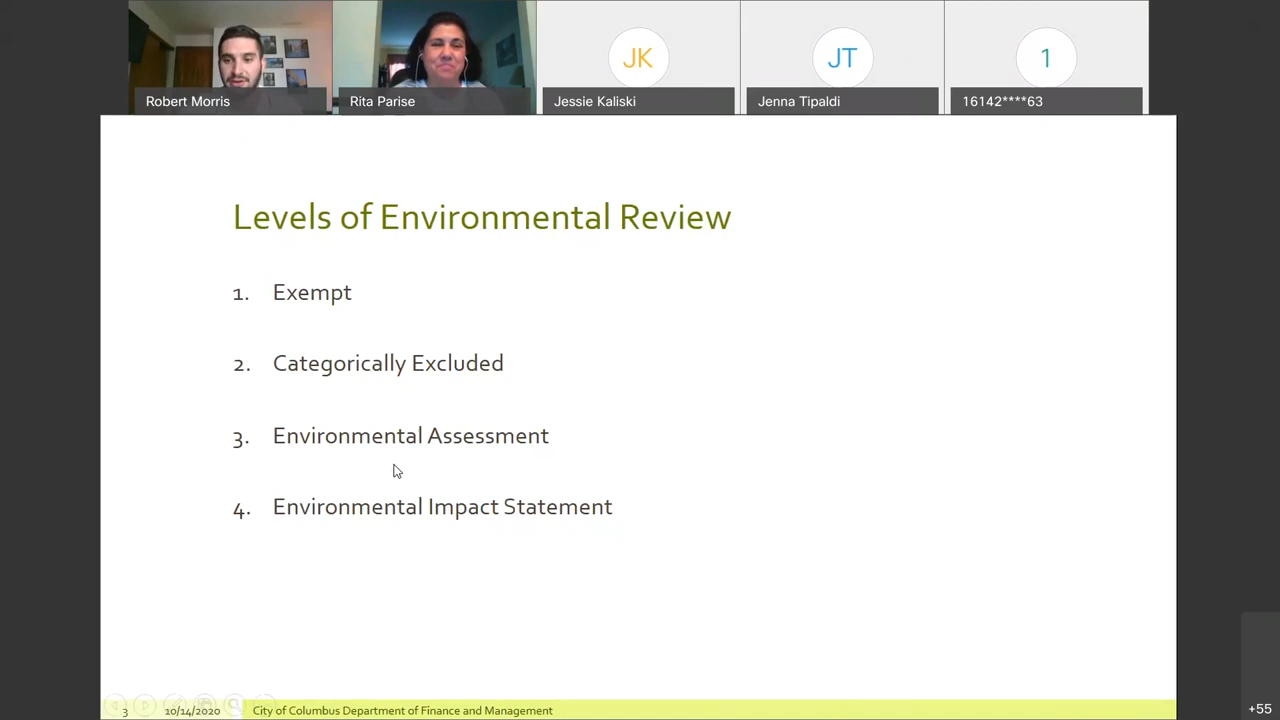 JK
JT
1
Robert Morris
Rita Parise
Jessie Kaliski
Jenna Tipaldi
16142****63
Levels of Environmental Review
1. Exempt
2. Categorically Excluded
3. Environmental Assessment
4. Environmental Impact Statement
3 10/14/2020 City of Columbus Department of Finance and Management
+55